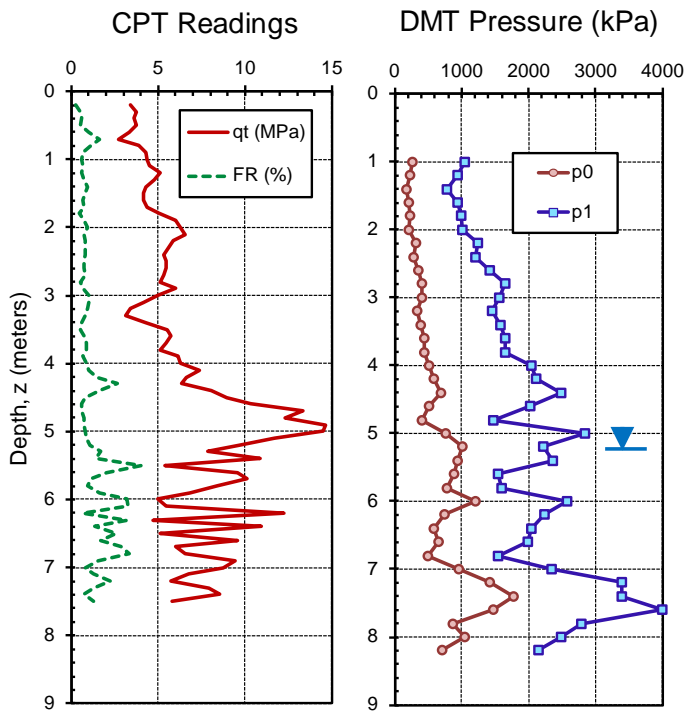 CPT Readings
0 5 10 15
0
1
2
3
4
5
6
7
8
9
Depth, z (meters)
qt (MPa)
FR (%)
DMT Pressure (kPa)
0 1000 2000 3000 4000
0
1
2
3
4
5
6
7
8
9
p0
p1